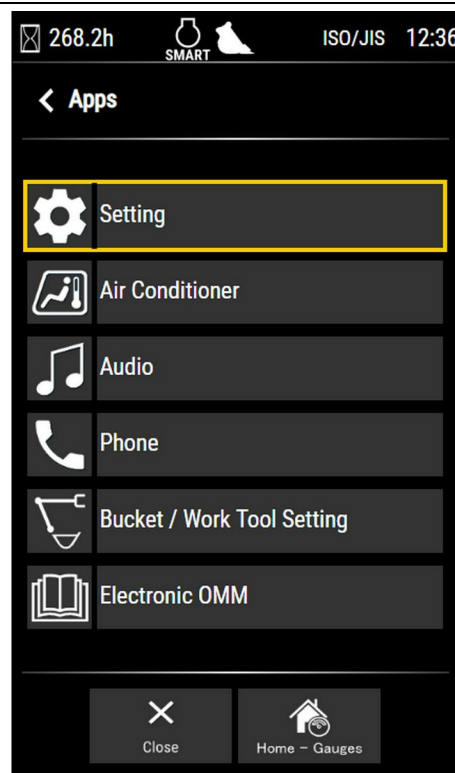 268.2h SMART ISO/JIS 12:36
Apps
Setting
Air Conditioner
Audio
Phone
Bucket / Work Tool Setting
Electronic OMM
Close Home - Gauges